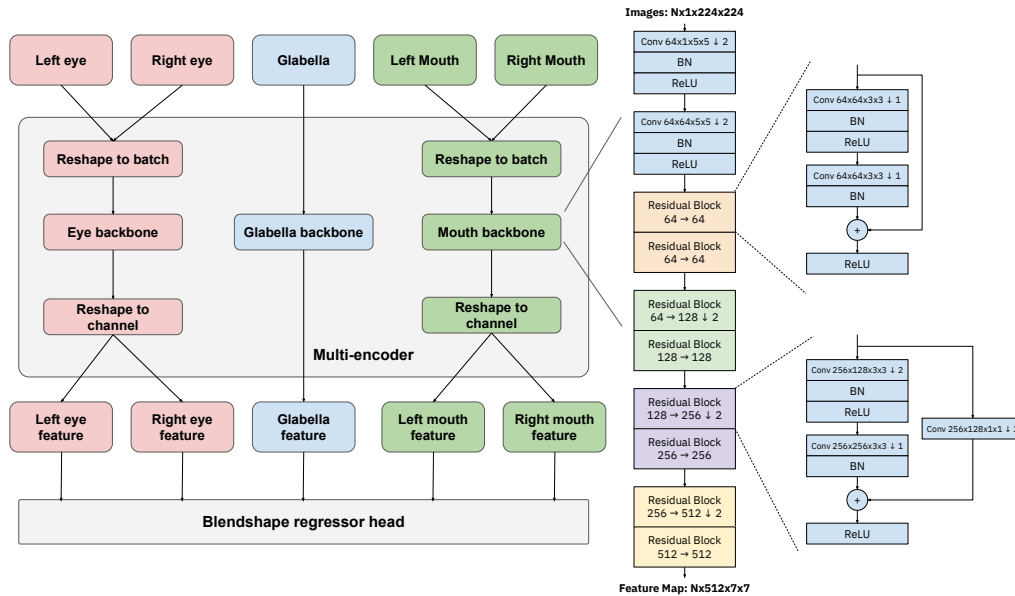 Left eye
Right eye
Glabella
Left Mouth
Right Mouth
Reshape to batch
Reshape to batch
Eye backbone
Glabella backbone
Mouth backbone
Reshape to
channel
Reshape to
channel
Multi-encoder
Left eye
feature
Right eye
feature
Glabella
feature
Left mouth
feature
Right mouth
feature
Blendshape regressor head
Images: Nx1x224x224
Conv 64x1x5x5 ↓ 2
BN
ReLU
Conv 64x64x5x5 ↓ 2
BN
ReLU
Residual Block
64 → 64
Residual Block
64 → 64
Residual Block
64 → 128 ↓ 2
Residual Block
128 → 128
Residual Block
128 → 256 ↓ 2
Residual Block
256 → 256
Residual Block
256 → 512 ↓ 2
Residual Block
512 → 512
Feature Map: Nx512x7x7
Conv 64x64x3x3 ↓ 1
BN
ReLU
Conv 64x64x3x3 ↓ 1
BN
+
ReLU
Conv 256x128x3x3 ↓ 2
BN
ReLU
Conv 256x128x1x1 ↓ 2
Conv 256x256x3x3 ↓ 1
BN
+
ReLU